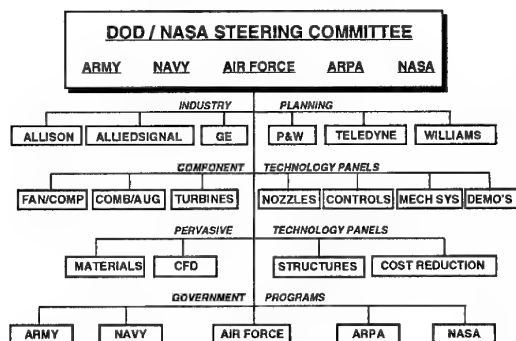 DOD / NASA STEERING COMMITTEE
ARMY NAVY AIR FORCE ARPA NASA
INDUSTRY PLANNING
ALLISON ALLIEDSIGNAL GE P&W TELEDYNE WILLIAMS
COMPONENT TECHNOLOGY PANELS
FAN/COMP COMB/AUG TURBINES NOZZLES CONTROLS MECH SYS DEMO'S
PERVASIVE TECHNOLOGY PANELS
MATERIALS CFD STRUCTURES COST REDUCTION
GOVERNMENT PROGRAMS
ARMY NAVY AIR FORCE ARPA NASA